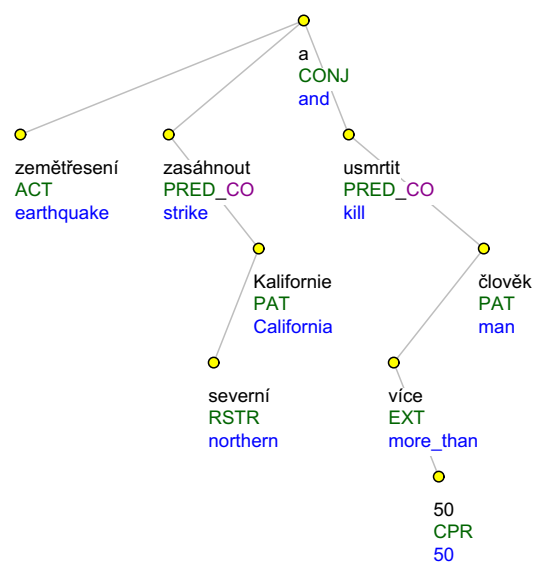 a
CONJ
and
zemětřesení
ACT
earthquake
zasáhnout
PRED_CO
strike
usmrtit
PRED_CO
kill
Kalifornie
PAT
California
člověk
PAT
man
severní
RSTR
northern
více
EXT
more_than
50
CPR
50